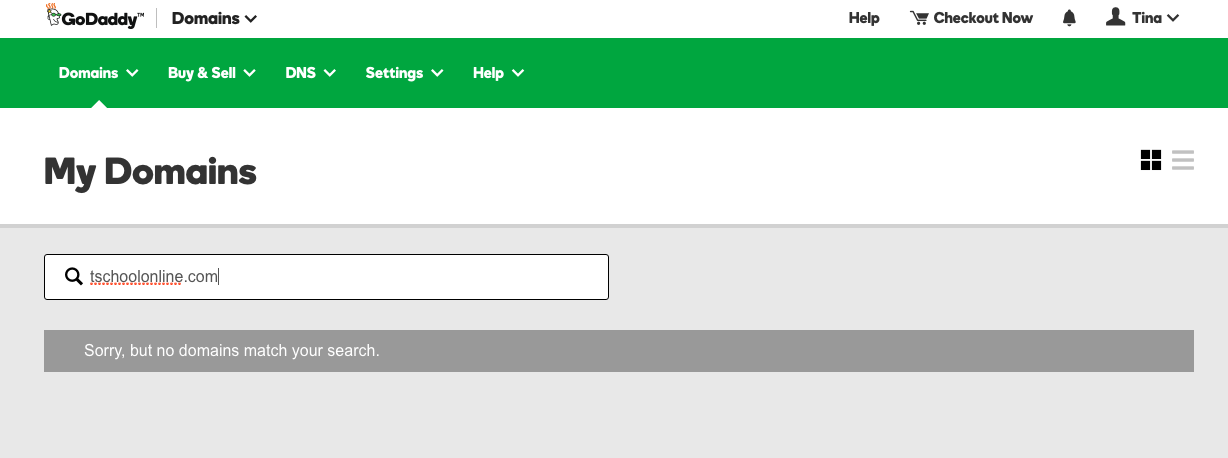 GoDaddy™ Domains Help Checkout Now Tina
Domains Buy & Sell DNS Settings Help
My Domains
tschoolonline.com
Sorry, but no domains match your search.